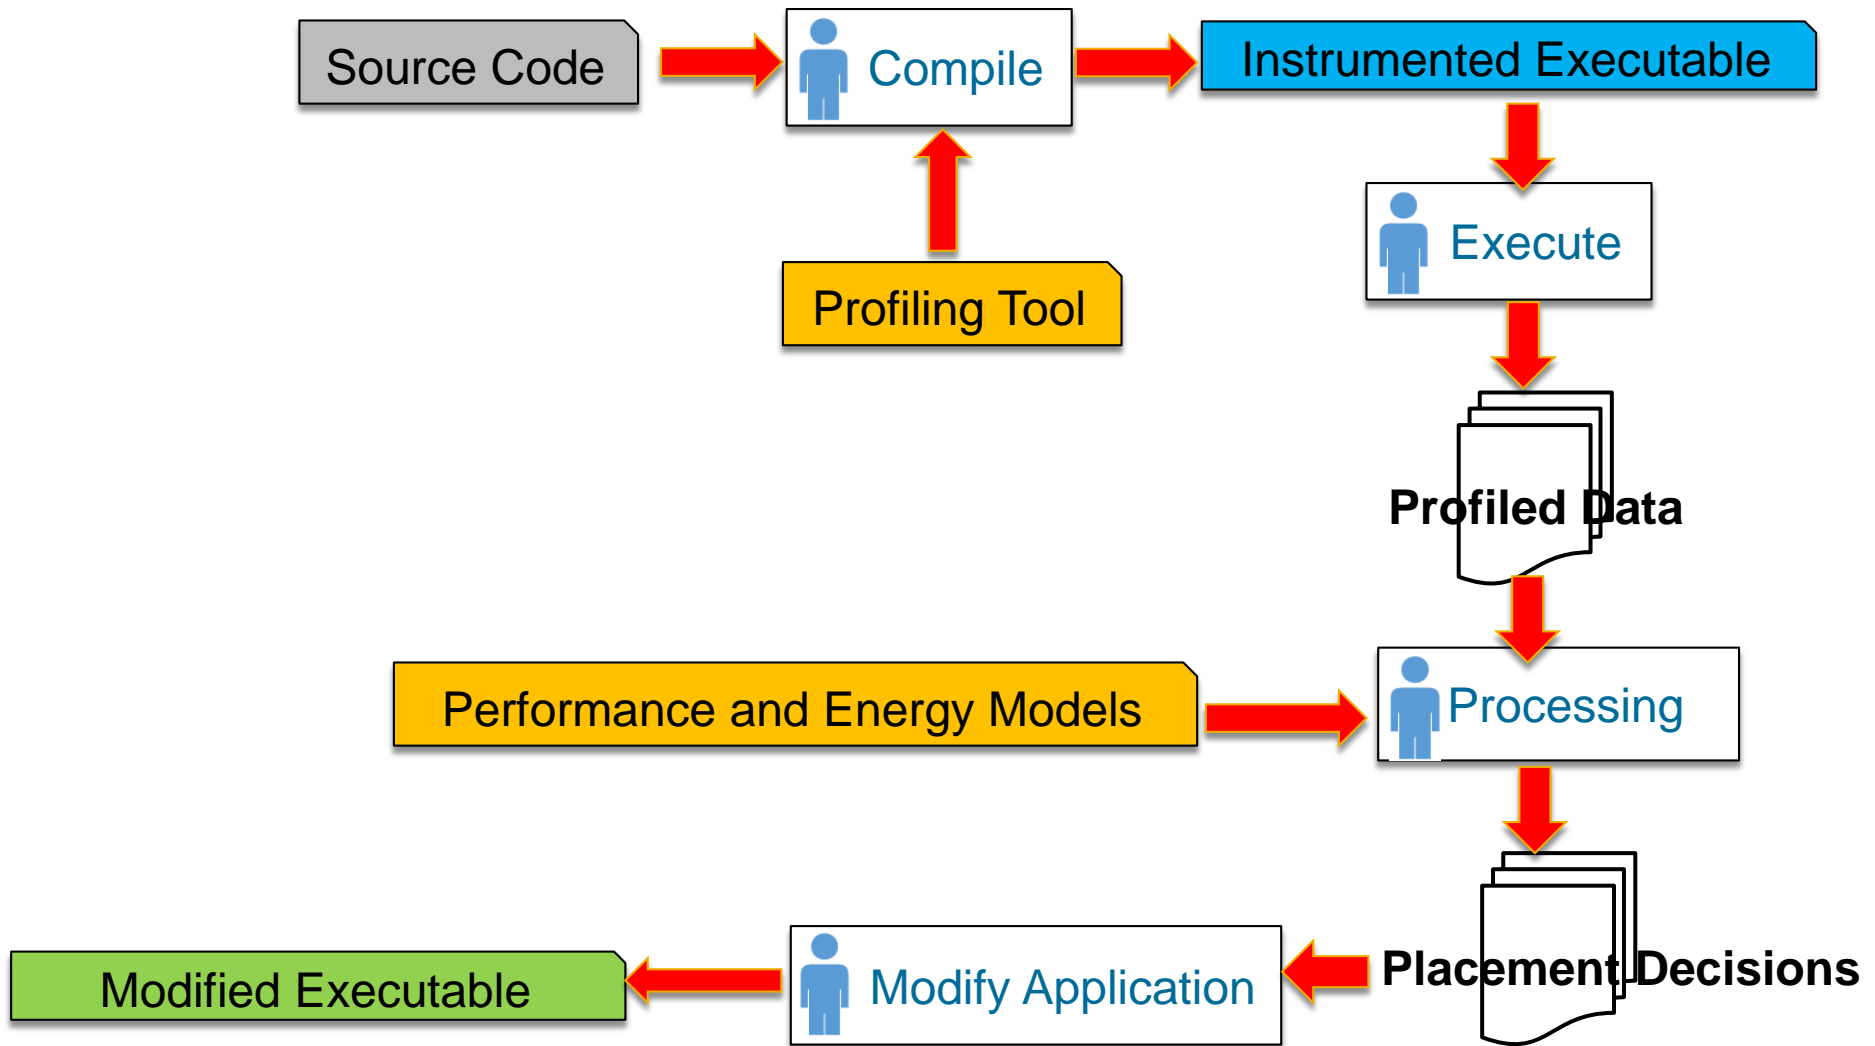 Source Code
Compile
Instrumented Executable
Execute
Profiling Tool
Profiled Data
Performance and Energy Models
Processing
Placement Decisions
Modify Application
Modified Executable